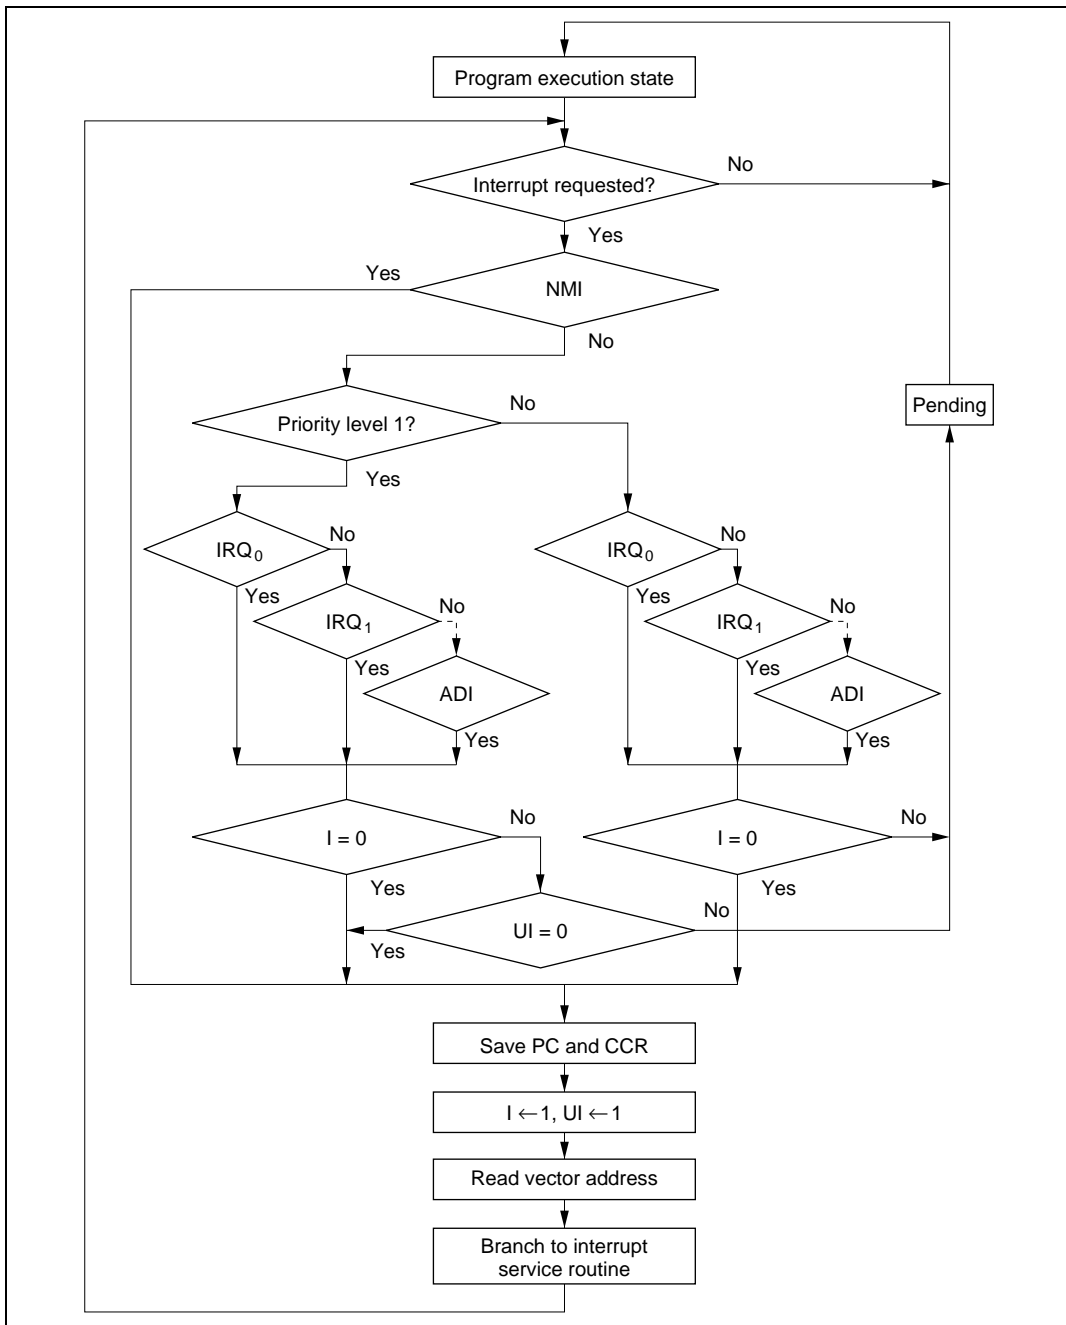 Program execution state
No
Interrupt requested?
Yes
Yes
NMI
No
Pending
No
Priority level 1?
Yes
No
No
IRQ0
IRQ0
Yes
No
Yes
No
IRQ1
IRQ1
Yes
Yes
ADI
ADI
Yes
Yes
No
No
I = 0
I = 0
Yes
Yes
No
UI = 0
Yes
Save PC and CCR
I ← 1, UI ← 1
Read vector address
Branch to interrupt
service routine